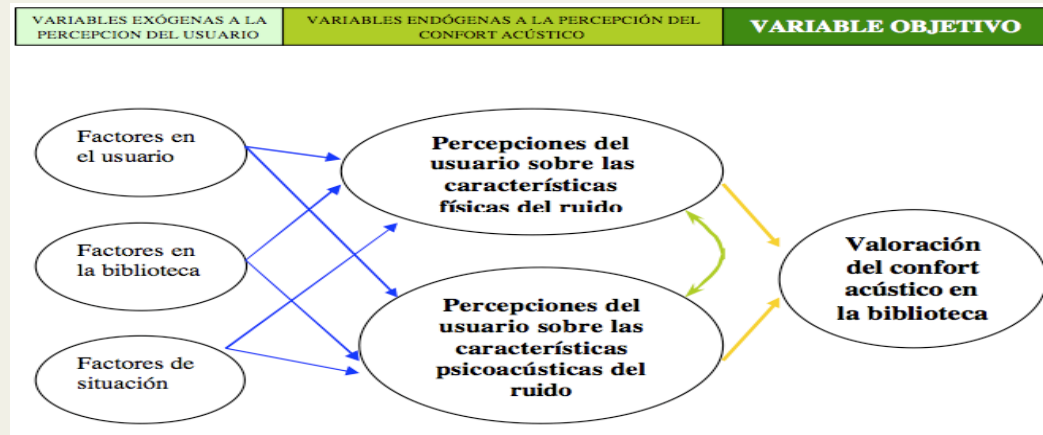 VARIABLES EXÓGENAS A LA
PERCEPCION DEL USUARIO
VARIABLES ENDÓGENAS A LA PERCEPCIÓN DEL
CONFORT ACÚSTICO
VARIABLE OBJETIVO
Factores en
el usuario
Factores en
la biblioteca
Factores de
situación
Percepciones del
usuario sobre las
características
físicas del ruido
Percepciones del
usuario sobre las
características
psicoacústicas del
ruido
Valoración
del confort
acústico en
la biblioteca